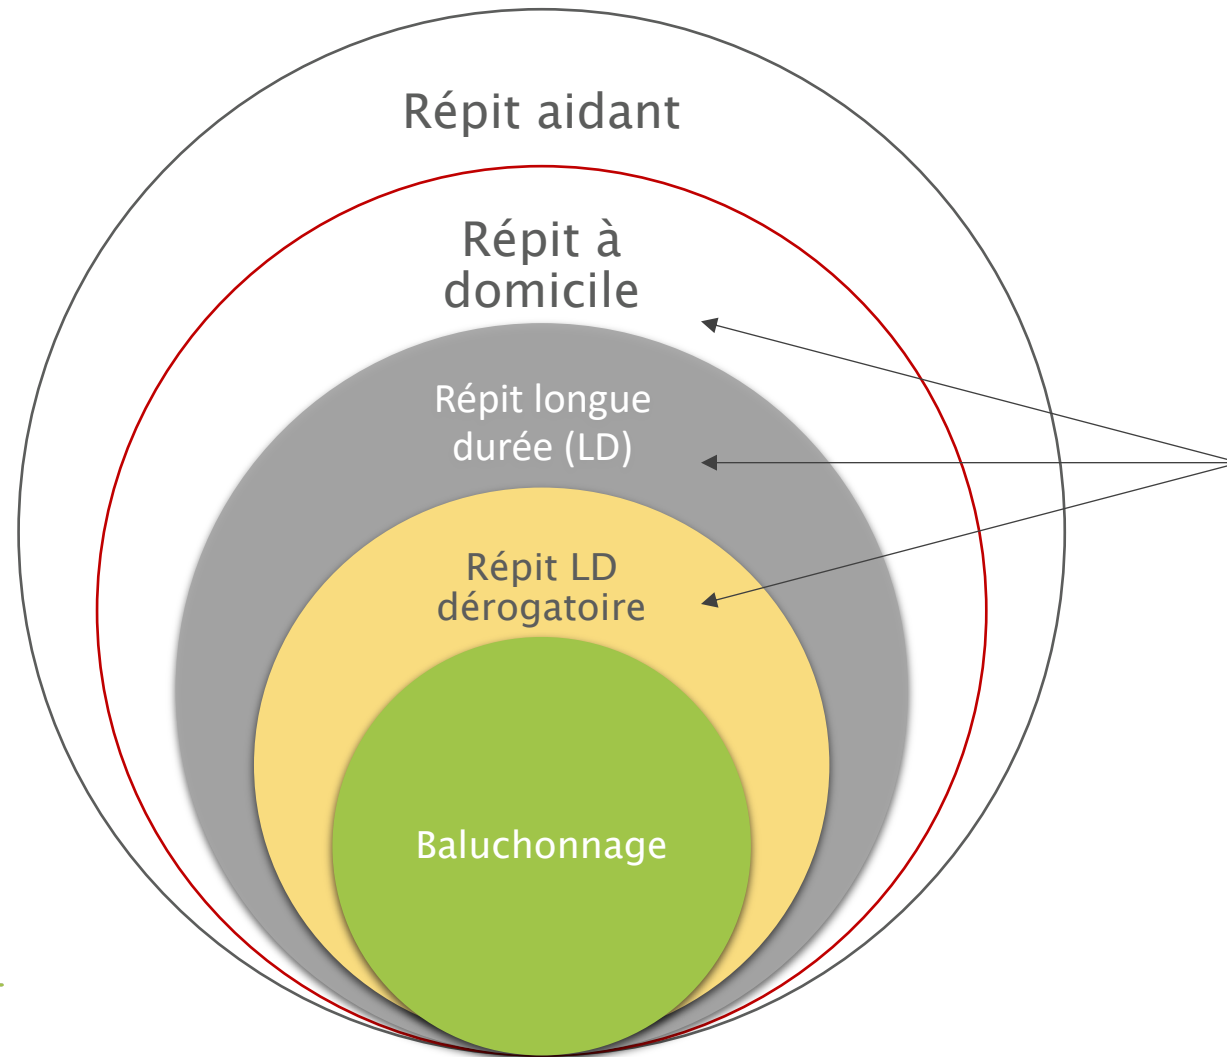 Répit aidant
Répit à
domicile
Répit longue
durée (LD)
Répit LD
dérogatoire
Baluchonnage